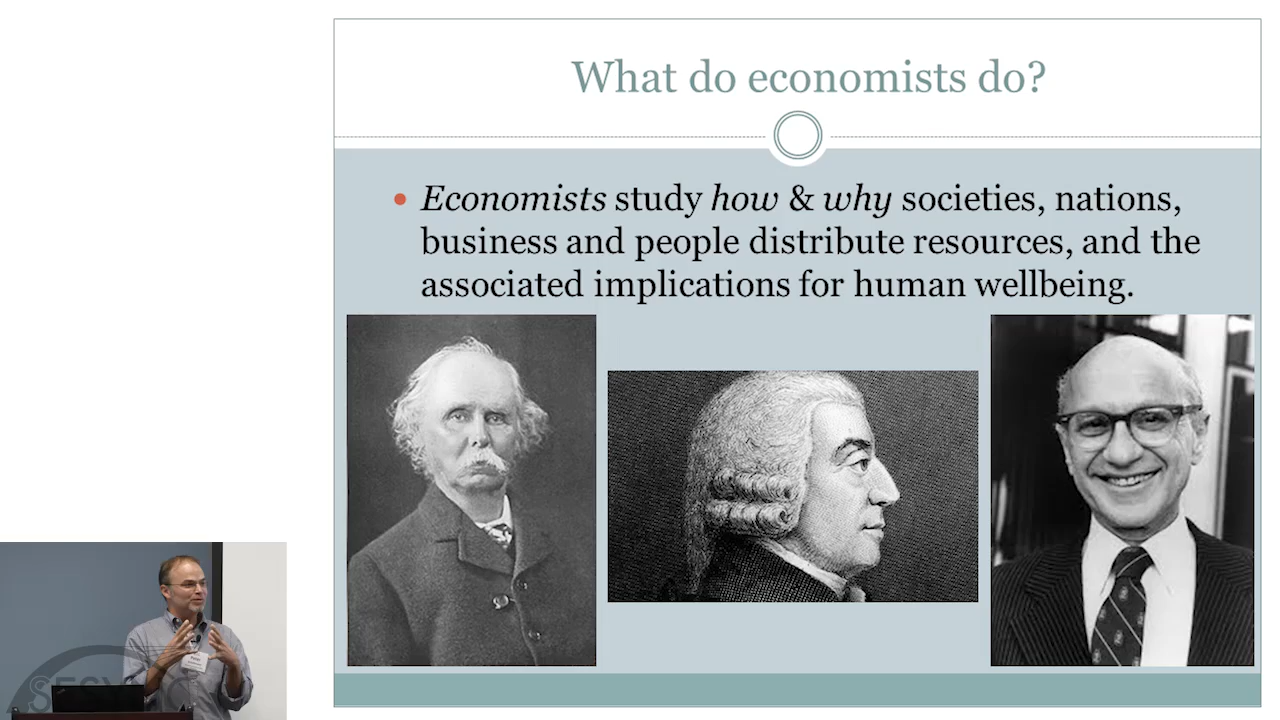 What do economists do?
Economists study how & why societies, nations,
business and people distribute resources, and the
associated implications for human wellbeing.